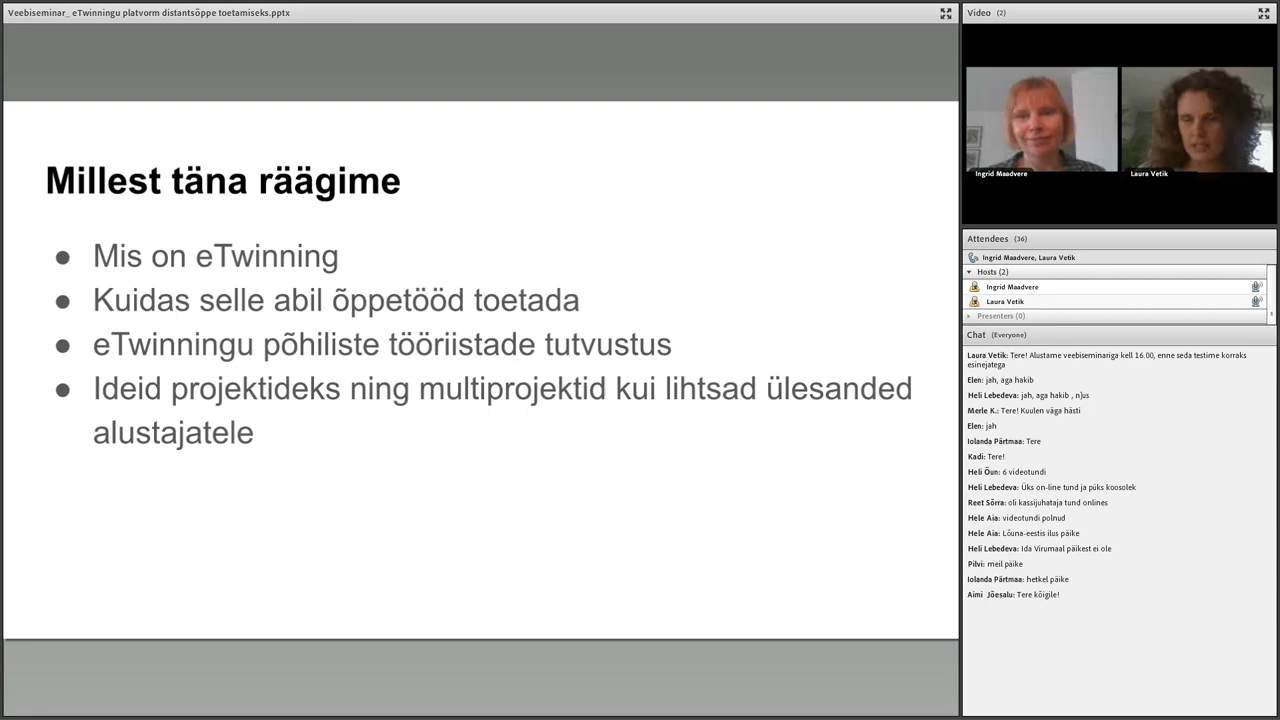 Veebiseminar_ eTwinningu platvorm distantsõppe toetamiseks.pptx
Millest täna räägime
● Mis on eTwinning
● Kuidas selle abil õppetööd toetada
● eTwinningu põhiliste tööriistade tutvustus
● Ideid projektideks ning multiprojektid kui lihtsad ülesanded
alustajatele
Video (2)
Ingrid Maadvere
Laura Vetik
Attendees (36)
Ingrid Maadvere, Laura Vetik
Hosts (2)
Ingrid Maadvere
Laura Vetik
Presenters (0)
Chat (Everyone)
Laura Vetik: Tere! Alustame veebiseminariga kell 16.00, enne seda testime korraks
esinejatega
Elen: jah, aga hakib
Heli Lebedeva: jah, aga hakib , n]us
Merle K.: Tere! Kuulen väga hästi
Elen: jah
Iolanda Pärtmaa: Tere
Kadi: Tere!
Heli Õun: 6 videotundi
Heli Lebedeva: Üks on-line tund ja püks koosolek
Reet Sõrra: oli kassijuhataja tund onlines
Hele Aia: videotundi polnud
Hele Aia: Lõuna-eestis ilus päike
Heli Lebedeva: Ida Virumaal päikest ei ole
Pilvi: meil päike
Iolanda Pärtmaa: hetkel päike
Aimi Jõesalu: Tere kõigile!